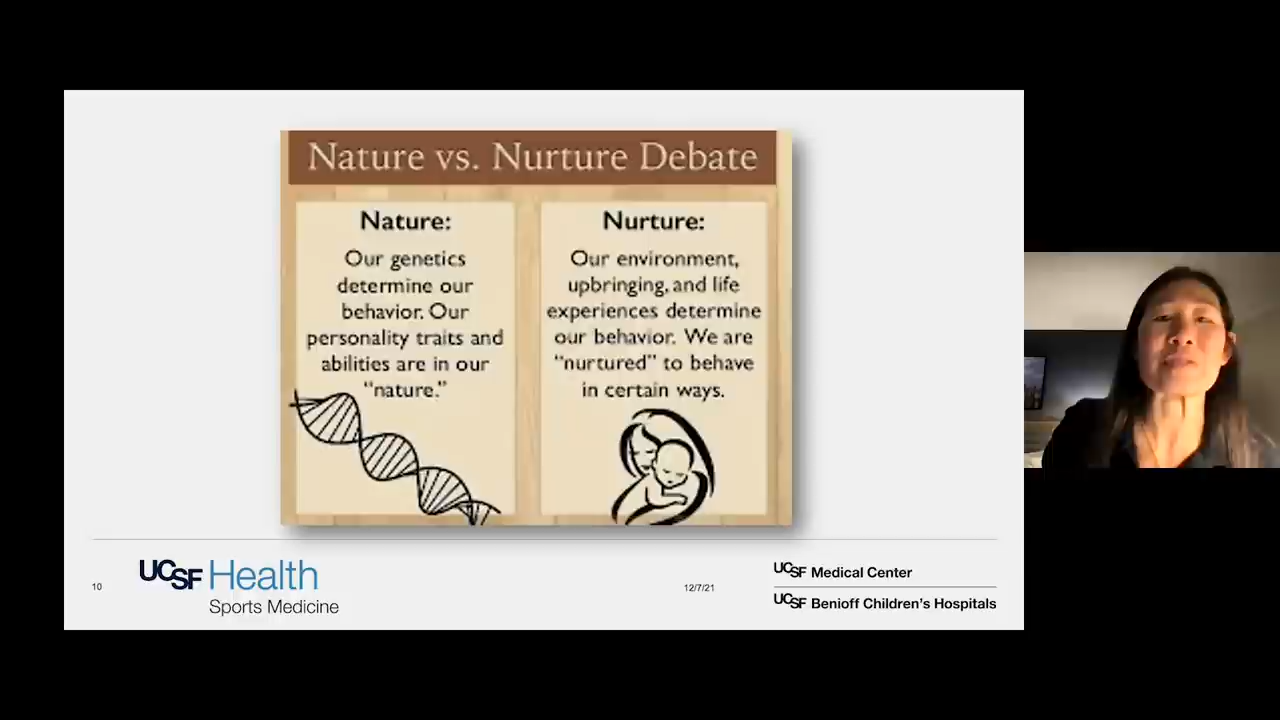 Nature vs. Nurture Debate
Nature:
Our genetics
determine our
behavior. Our
personality traits and
abilities are in our
“nature.”
Nurture:
Our environment,
upbringing, and life
experiences determine
our behavior. We are
“nurtured” to behave
in certain ways.
10
UCSF Health
Sports Medicine
12/7/21
UCSF Medical Center
UCSF Benioff Children’s Hospitals